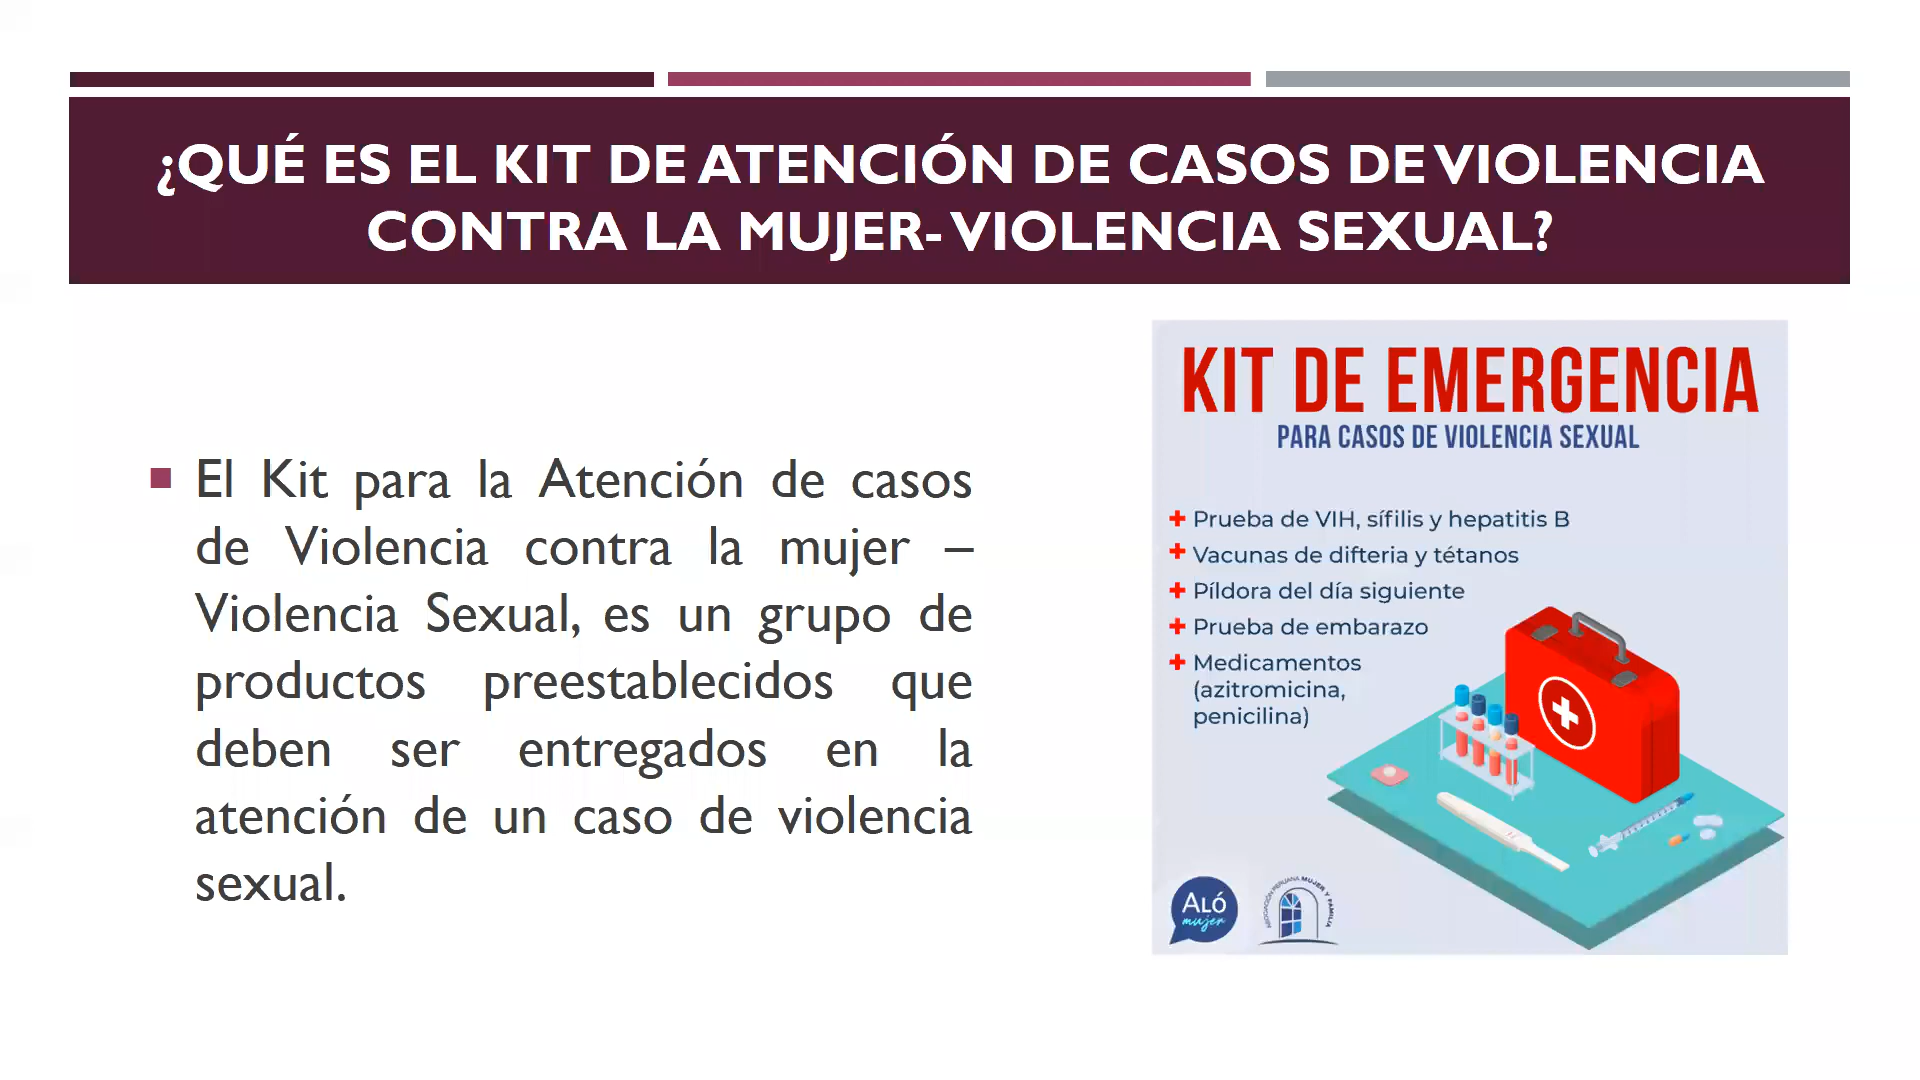 ¿QUÉ ES EL KIT DE ATENCIÓN DE CASOS DE VIOLENCIA
CONTRA LA MUJER- VIOLENCIA SEXUAL?
El Kit para la Atención de casos
de Violencia contra la mujer –
Violencia Sexual, es un grupo de
productos preestablecidos que
deben ser entregados en la
atención de un caso de violencia
sexual.
KIT DE EMERGENCIA
PARA CASOS DE VIOLENCIA SEXUAL
Prueba de VIH, sífilis y hepatitis B
Vacunas de difteria y tétanos
Píldora del día siguiente
Prueba de embarazo
Medicamentos
(azitromicina,
penicilina)
ALÓ
mujer
ASOCIACIÓN PERUANA MUJER Y FAMILIA